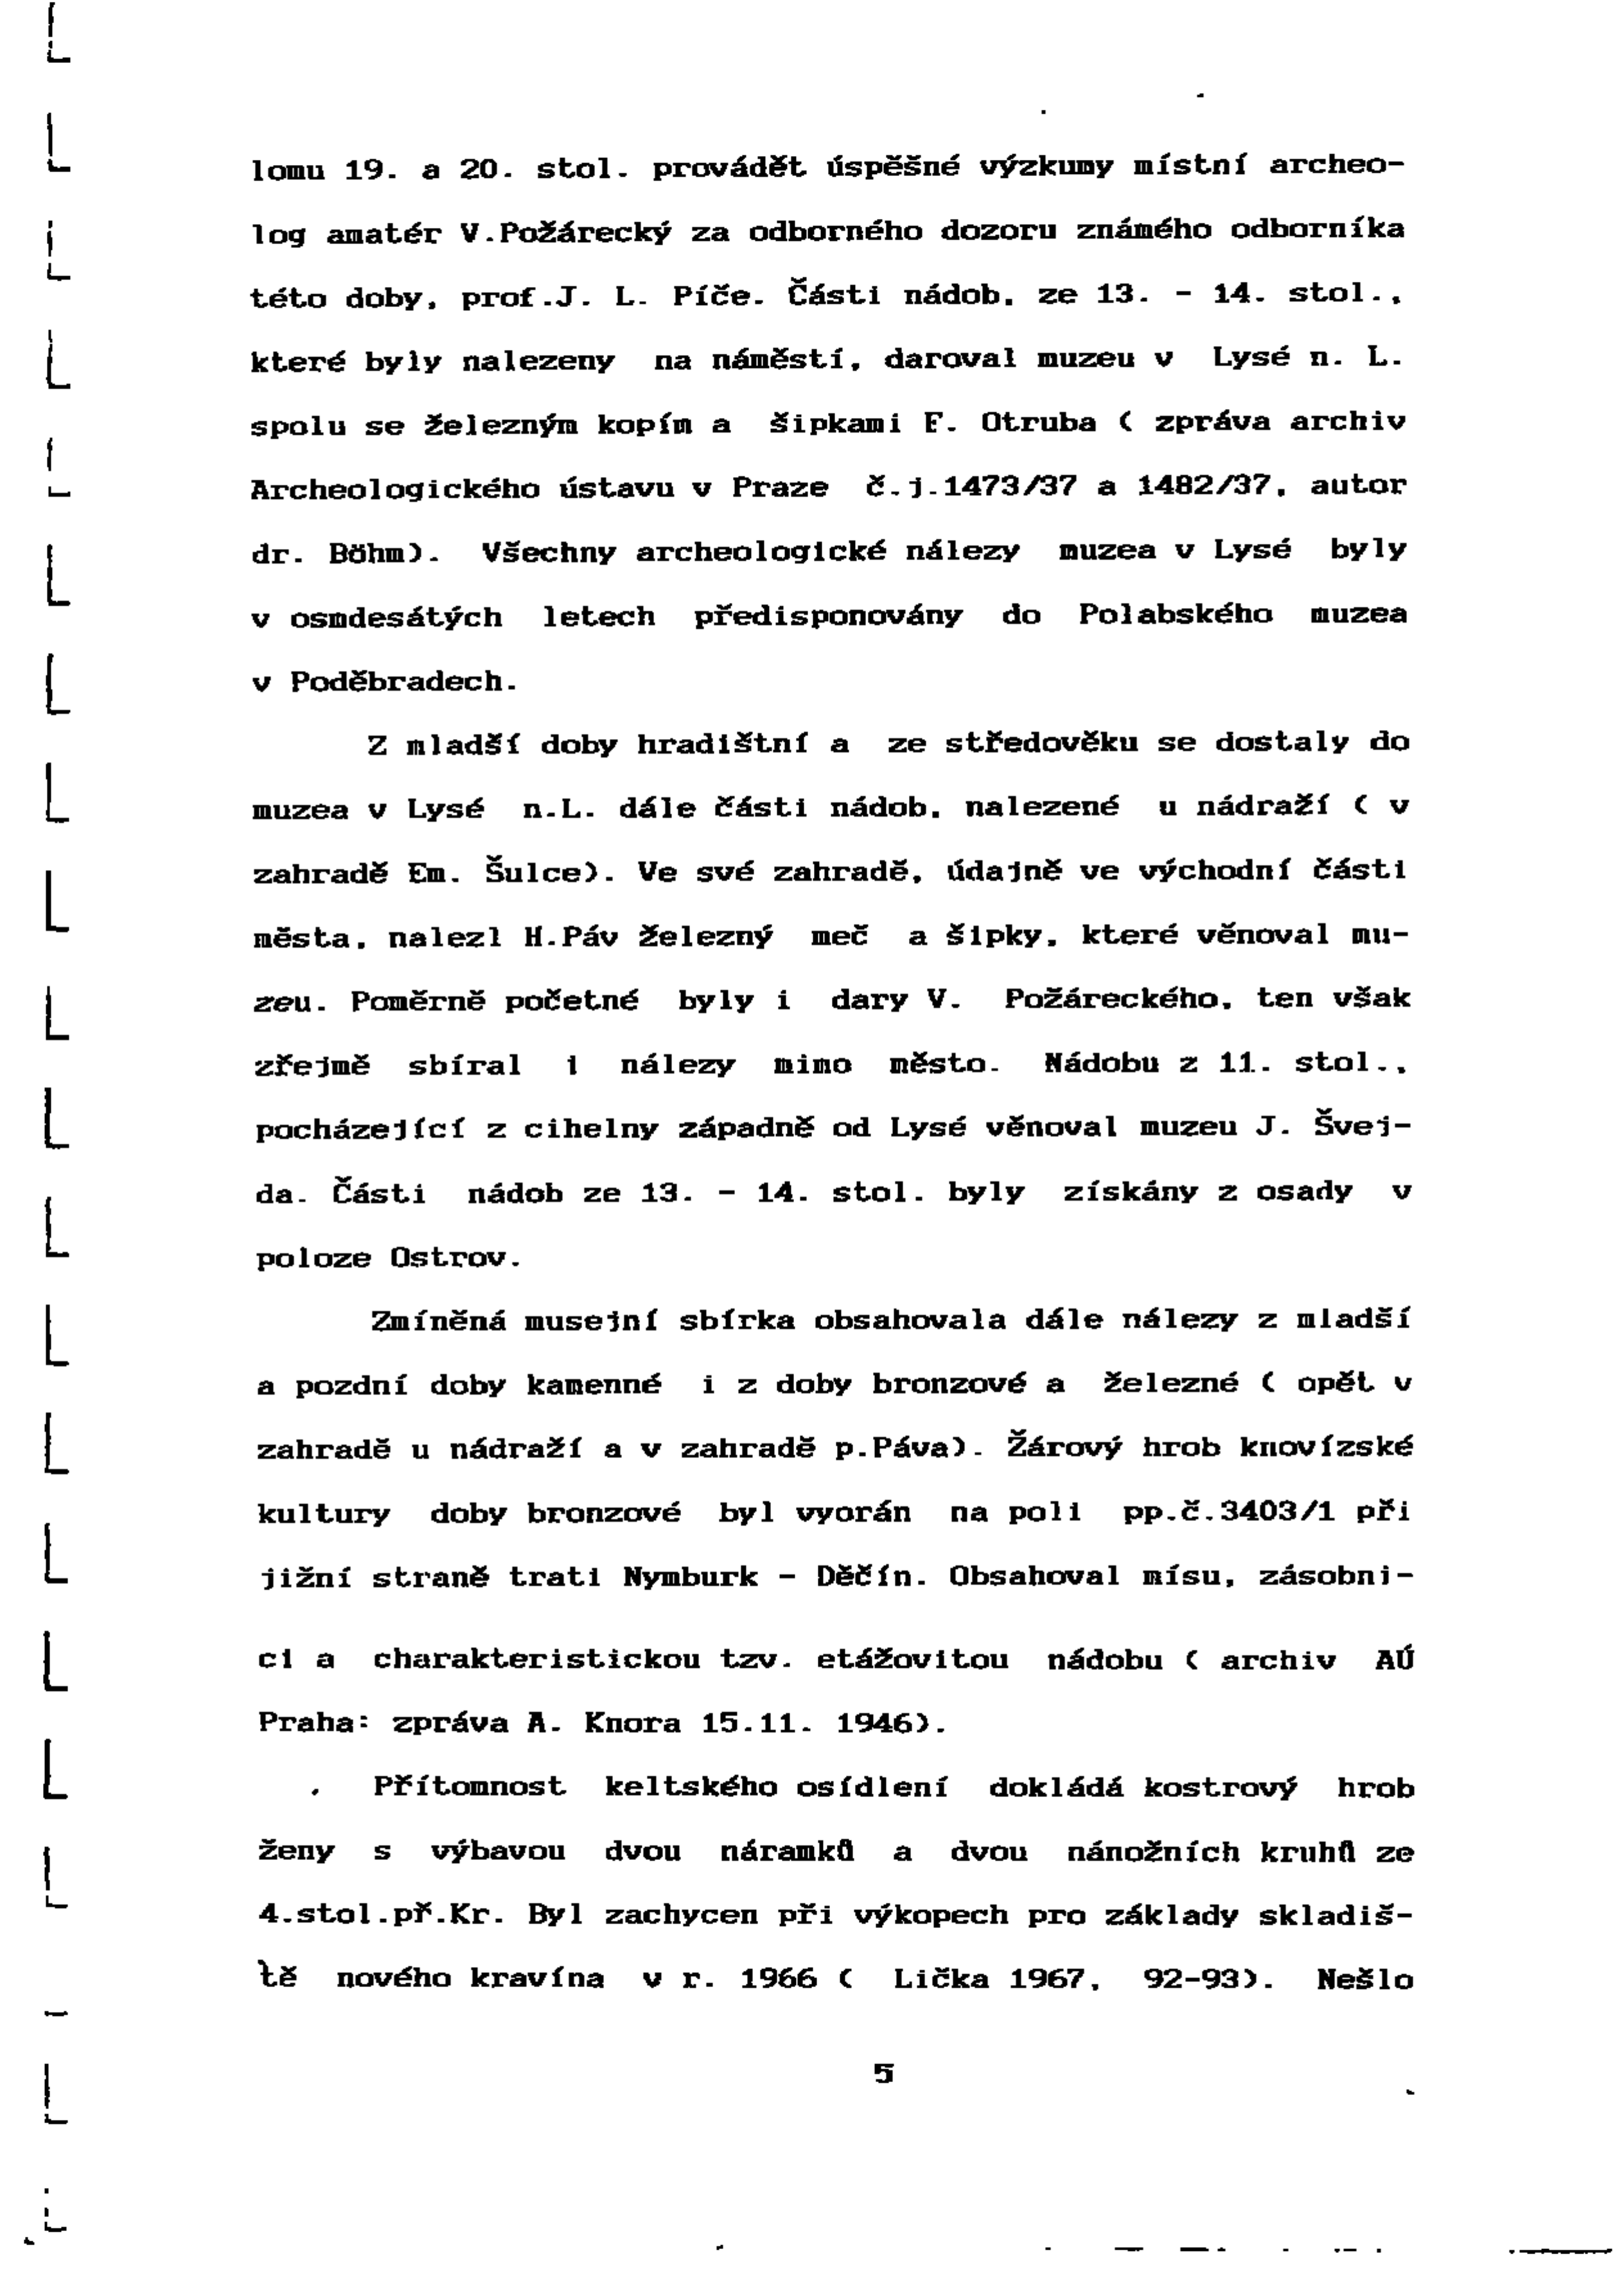 lomu 19. a 20. stol. provádět úspěšné výzkumy místní archeo-
log amatér V.Požárecký za odborného dozoru známého odborníka
této doby, prof.J. L. Píče. Části nádob, ze 13. - 14. stol.,
které byly nalezeny na náměstí, daroval muzeu v Lysé n. L.
spolu se železným kopím a šipkami F. Otruba ( zpráva archiv
Archeologického ústavu v Praze č.j.1473/37 a 1482/37, autor
dr. Böhm). Všechny archeologické nálezy muzea v Lysé byly
v osmdesátých letech předisponovány do Polabského muzea
v Poděbradech.
Z mladší doby hradištní a ze středověku se dostaly do
muzea v Lysé n.L. dále části nádob, nalezené u nádraží ( v
zahradě Em. Šulce). Ve své zahradě, údajně ve východní části
města, nalezl H.Páv železný meč a šipky, které věnoval mu-
zeu. Poměrně početné byly i dary V. Požáreckého, ten však
zřejmě sbíral i nálezy mimo město. Nádobu z 11. stol.,
pocházející z cihelny západně od Lysé věnoval muzeu J. Švej-
da. Části nádob ze 13. - 14. stol. byly získány z osady v
poloze Ostrov.
Zmíněná musejní sbírka obsahovala dále nálezy z mladší
a pozdní doby kamenné i z doby bronzové a železné ( opět v
zahradě u nádraží a v zahradě p.Páva). Žárový hrob knovízské
kultury doby bronzové byl vyorán na poli pp.č.3403/1 při
jižní straně trati Nymburk - Děčín. Obsahoval mísu, zásobni-
ci a charakteristickou tzv. etážovitou nádobu ( archiv AÚ
Praha: zpráva A. Knora 15.11. 1946).
Přítomnost keltského osídlení dokládá kostrový hrob
ženy s výbavou dvou náramků a dvou nánožních kruhů ze
4.stol.př.Kr. Byl zachycen při výkopech pro základy skladiš-
tě nového kravína v r. 1966 ( Lička 1967, 92-93). Nešlo
5